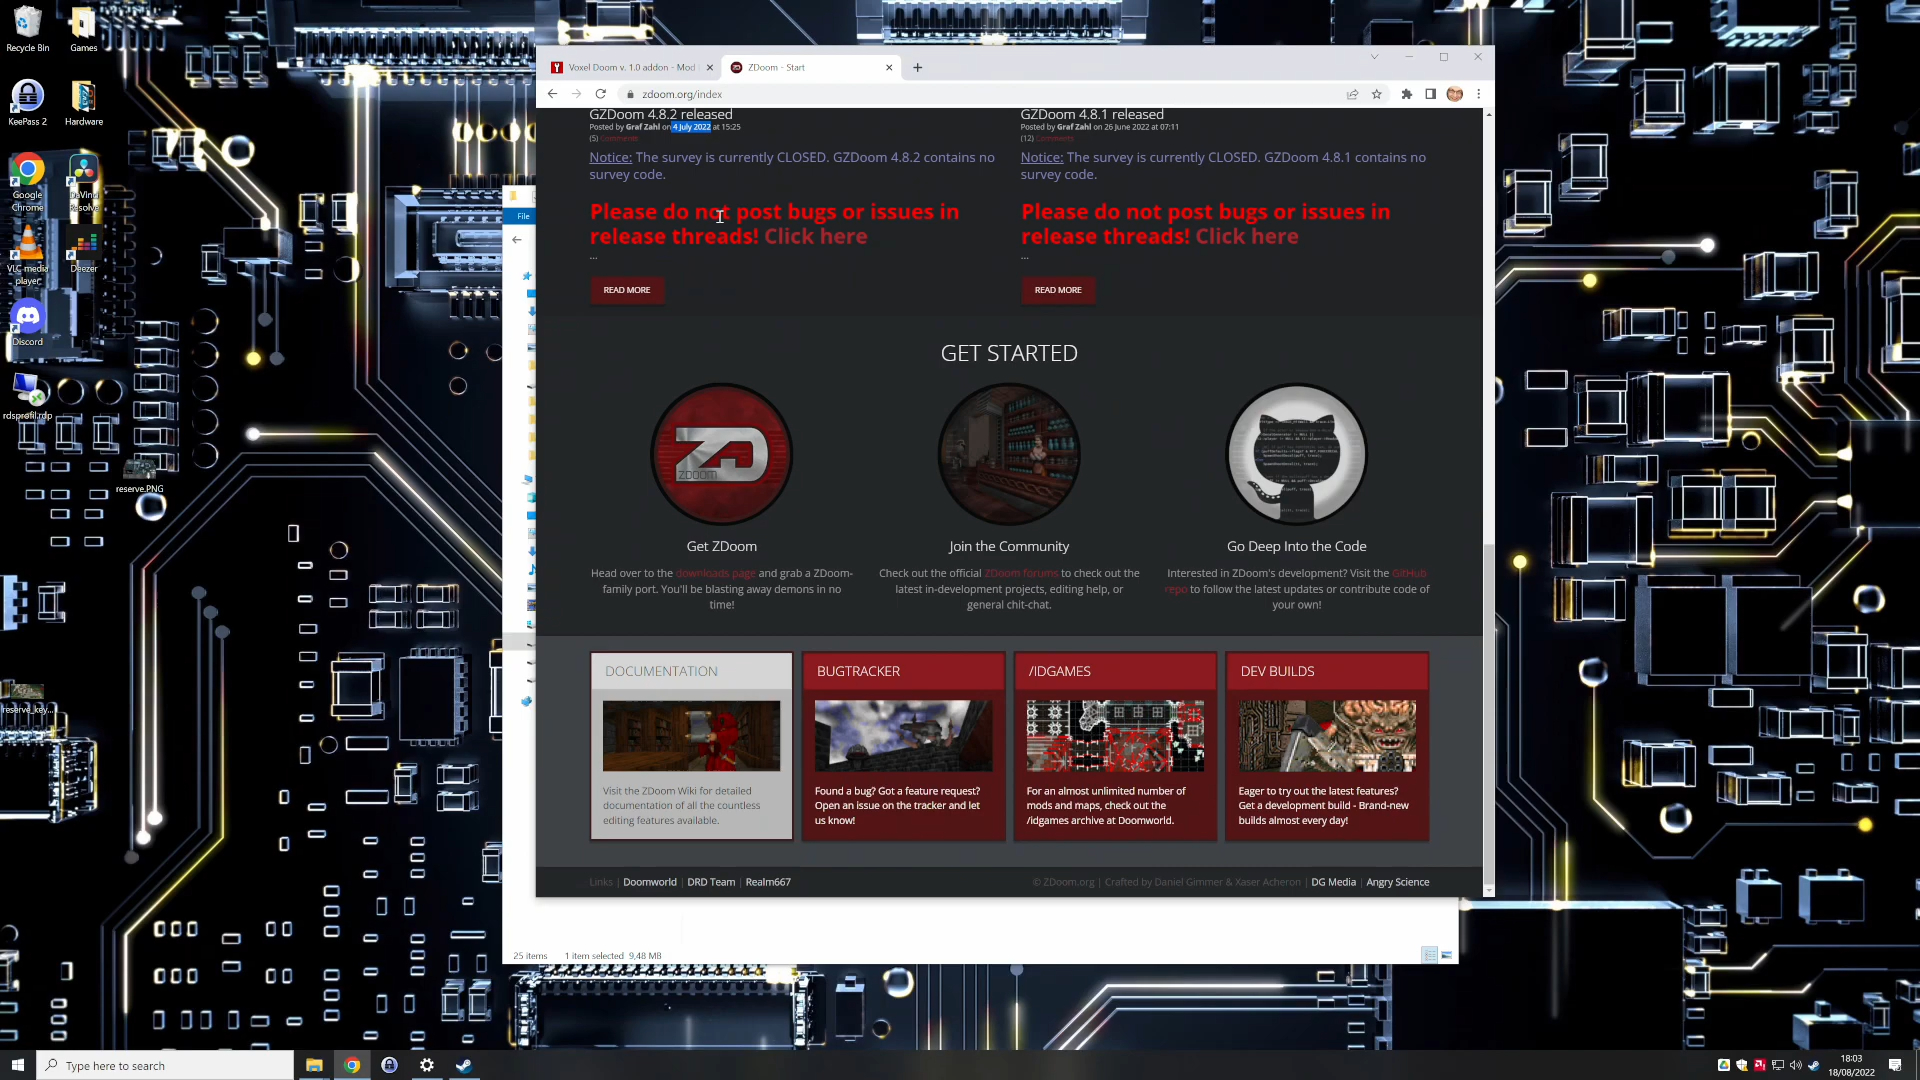 Recycle Bin
Games
KeePass 2
Hardware
Google
Chrome
DaVinci
Resolve
VLC media
player
Deezer
Discord
rdsprofil.rdp
reserve.PNG
reserve_key...
Voxel Doom v. 1.0 addon - Mod
ZDoom - Start
zdoom.org/index
File
GZDoom 4.8.2 released
Posted by Graf Zahl on 4 July 2022 at 15:25
(5) Comments
Notice: The survey is currently CLOSED. GZDoom 4.8.2 contains no
survey code.
Please do not post bugs or issues in
release threads! Click here
...
READ MORE
GZDoom 4.8.1 released
Posted by Graf Zahl on 26 June 2022 at 07:11
(12) Comments
Notice: The survey is currently CLOSED. GZDoom 4.8.1 contains no
survey code.
Please do not post bugs or issues in
release threads! Click here
...
READ MORE
GET STARTED
ZD
ZDOOM
Get ZDoom
Head over to the downloads page and grab a ZDoom-
family port. You'll be blasting away demons in no
time!
Join the Community
Check out the official ZDoom forums to check out the
latest in-development projects, editing help, or
general chit-chat.
Go Deep Into the Code
Interested in ZDoom's development? Visit the GitHub
repo to follow the latest updates or contribute code of
your own!
DOCUMENTATION
Visit the ZDoom Wiki for detailed
documentation of all the countless
editing features available.
BUGTRACKER
Found a bug? Got a feature request?
Open an issue on the tracker and let
us know!
/IDGAMES
For an almost unlimited number of
mods and maps, check out the
/idgames archive at Doomworld.
DEV BUILDS
Eager to try out the latest features?
Get a development build - Brand-new
builds almost every day!
Links | Doomworld | DRD Team | Realm667
© ZDoom.org | Crafted by Daniel Gimmer & Xaser Acheron | DG Media | Angry Science
25 items 1 item selected 9,48 MB
Type here to search
18:03
18/08/2022